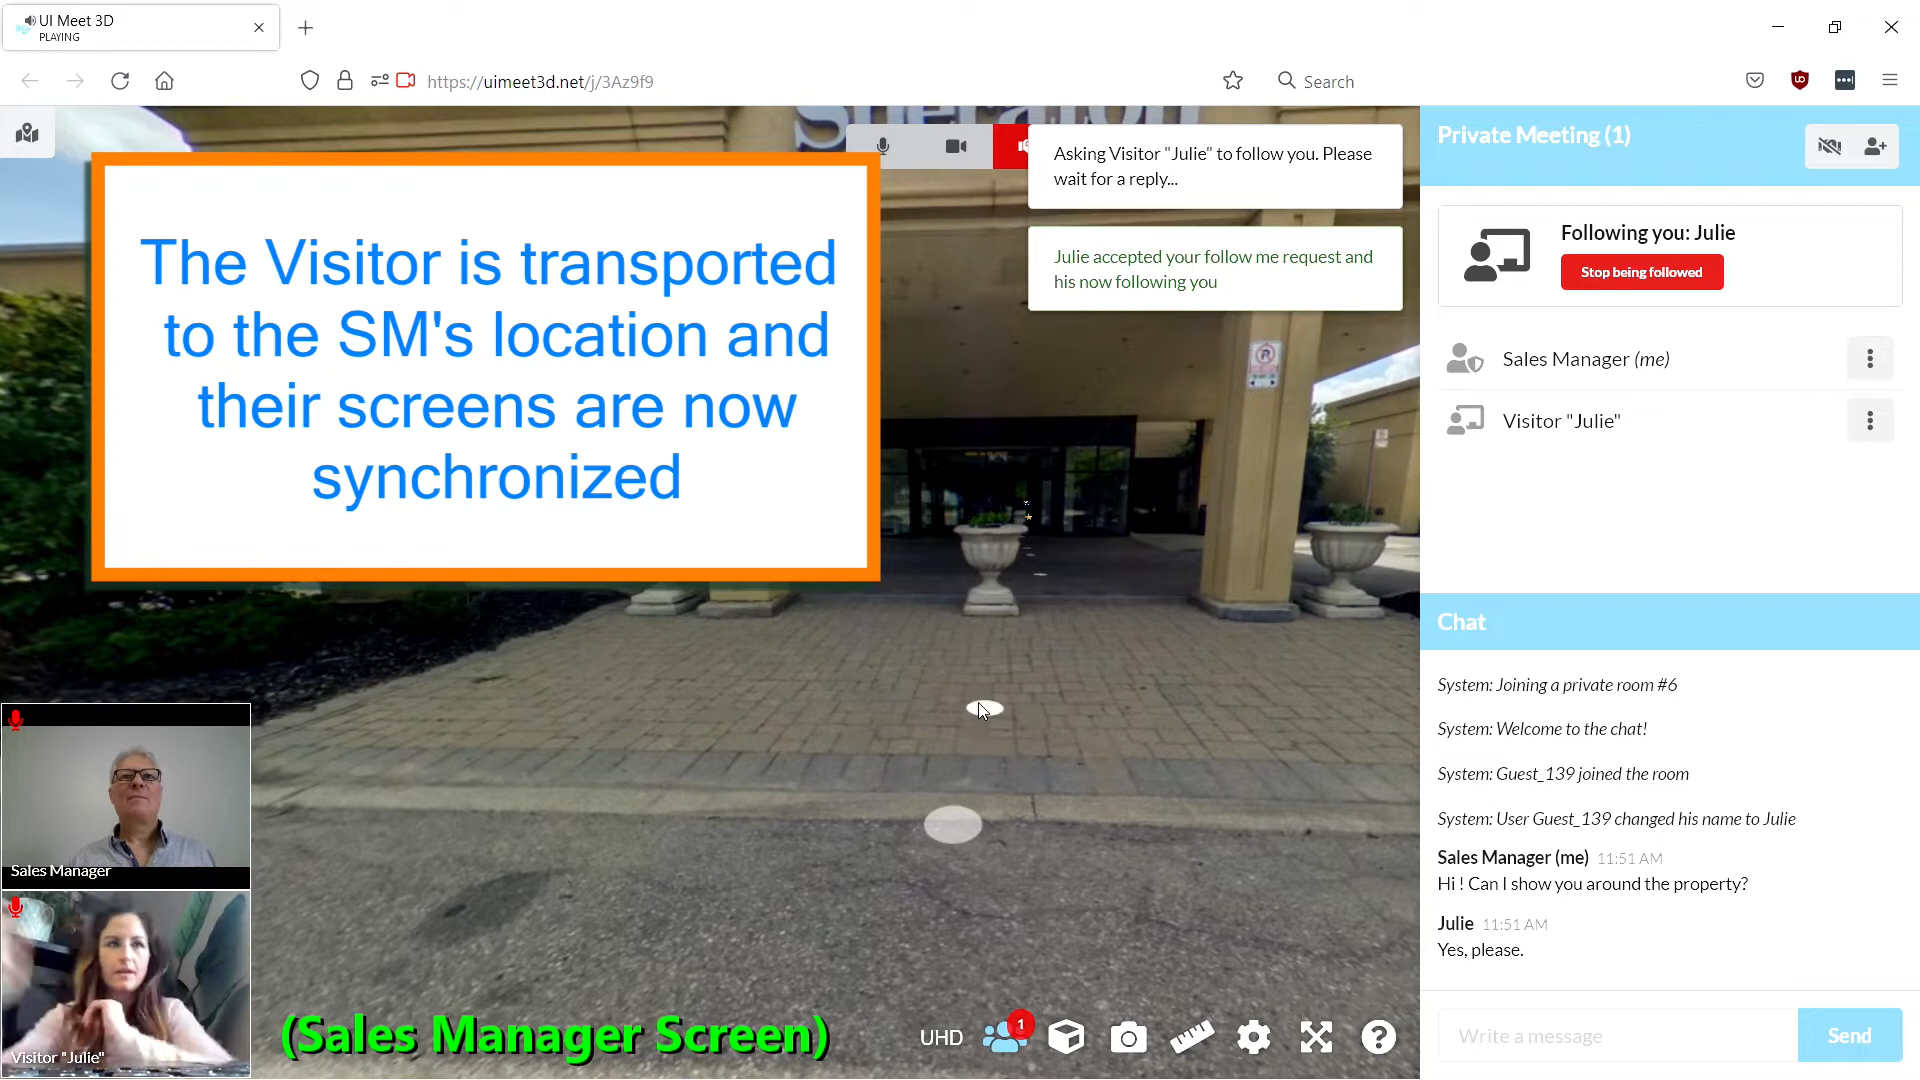 UI Meet 3D
PLAYING
https://uimeet3d.net/j/3Az9f9
Search
Sheraton
Asking Visitor "Julie" to follow you. Please
wait for a reply...
Julie accepted your follow me request and
his now following you
The Visitor is transported
to the SM's location and
their screens are now
synchronized
Private Meeting (1)
Following you: Julie
Stop being followed
Sales Manager (me)
Visitor "Julie"
Chat
System: Joining a private room #6
System: Welcome to the chat!
System: Guest_139 joined the room
System: User Guest_139 changed his name to Julie
Sales Manager (me) 11:51 AM
Hi ! Can I show you around the property?
Julie 11:51 AM
Yes, please.
Write a message
Send
Sales Manager
Visitor "Julie"
(Sales Manager Screen)
UHD
1